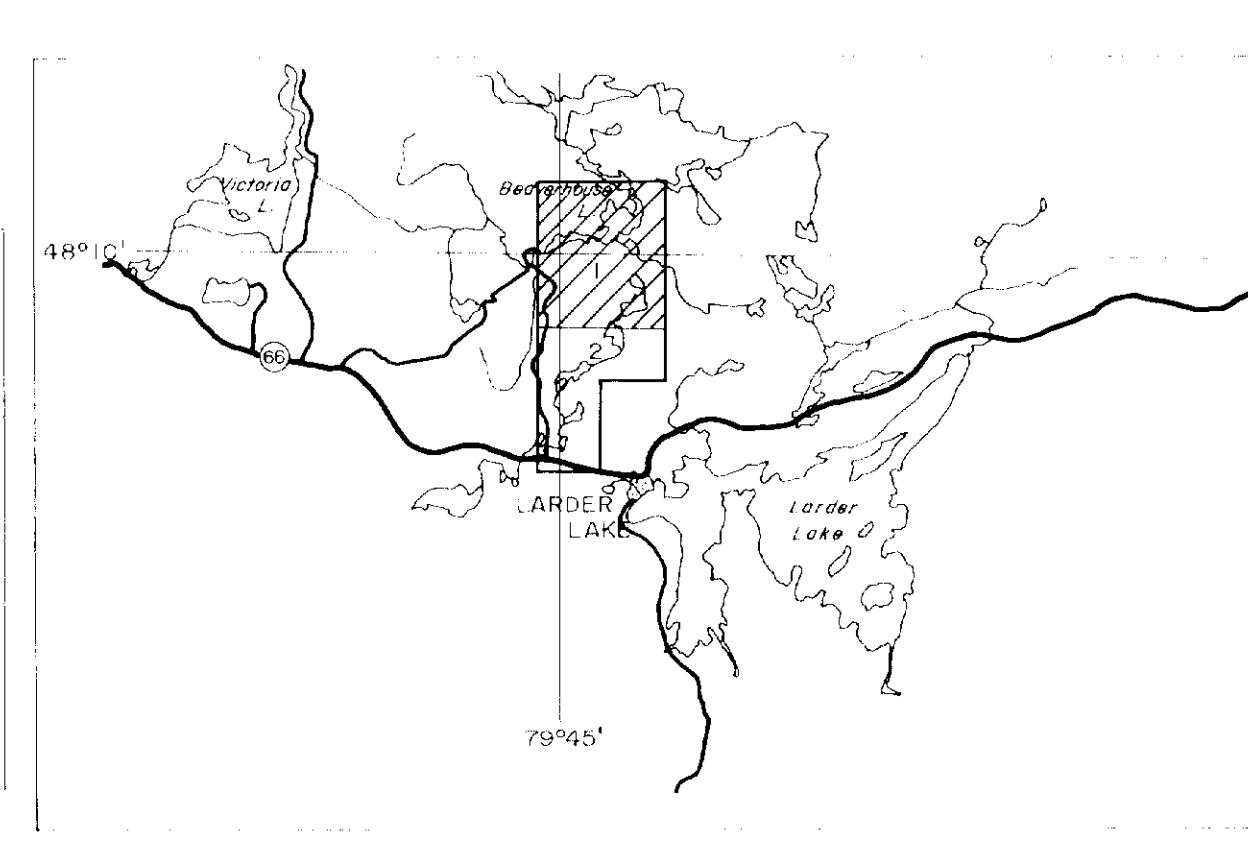 Victoria
L.
Beaverhouse
L.
48°10'
1
2
66
LARDER
LAKE
Larder
Lake
79°45'